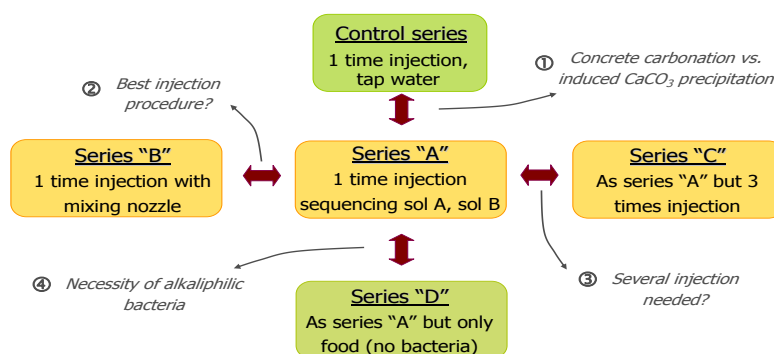 Control series
1 time injection,
tap water
① Concrete carbonation vs.
induced CaCO₃ precipitation
② Best injection
procedure?
Series “B”
1 time injection with
mixing nozzle
Series “A”
1 time injection
sequencing sol A, sol B
Series “C”
As series “A” but 3
times injection
④ Necessity of alkaliphilic
bacteria
③ Several injection
needed?
Series “D”
As series “A” but only
food (no bacteria)